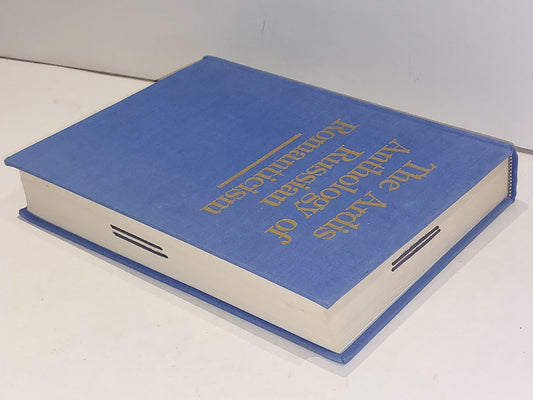 The Ardis
Anthology of
Russian
Romanticism